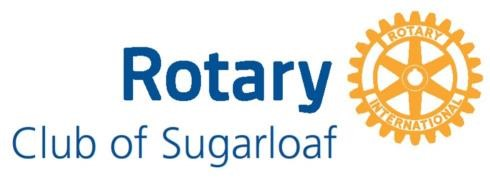 Rotary
Club of Sugarloaf
ROTARY
INTERNATIONAL